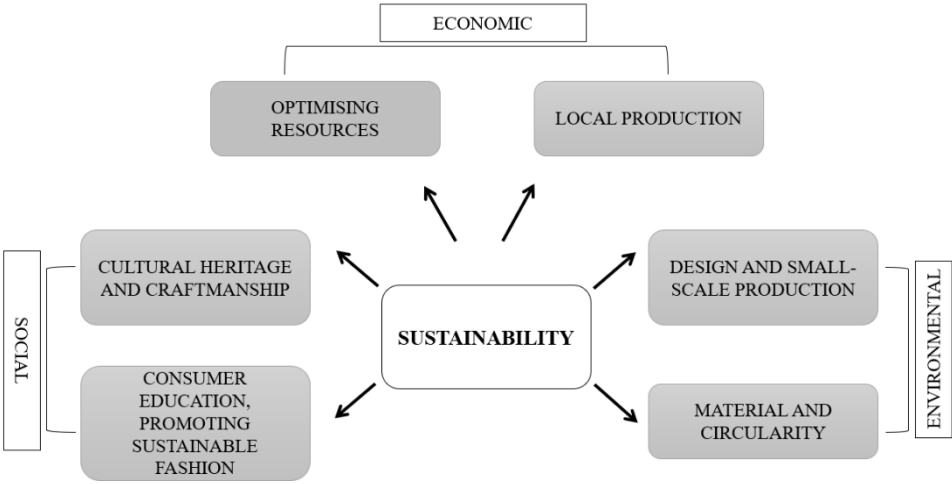 ECONOMIC
OPTIMISING
RESOURCES
LOCAL PRODUCTION
SOCIAL
CULTURAL HERITAGE
AND CRAFTMANSHIP
CONSUMER
EDUCATION,
PROMOTING
SUSTAINABLE
FASHION
SUSTAINABILITY
DESIGN AND SMALL-
SCALE PRODUCTION
MATERIAL AND
CIRCULARITY
ENVIRONMENTAL